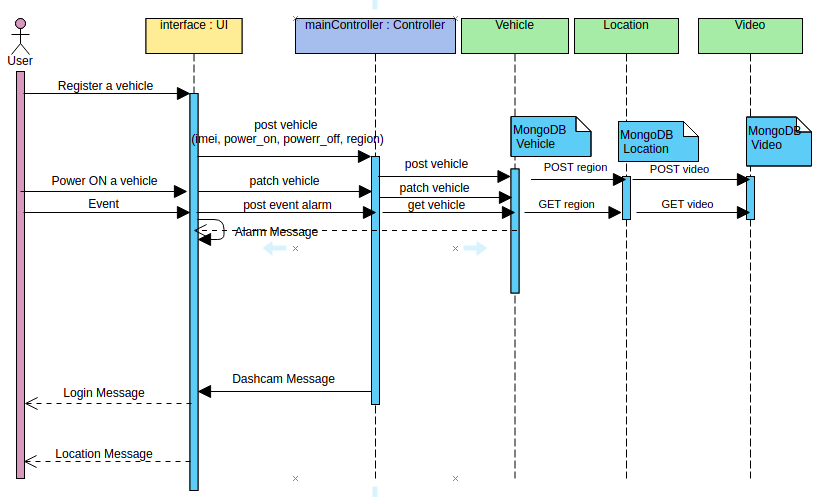 interface : UI
mainController : Controller
Vehicle
Location
Video
User
Register a vehicle
post vehicle
(imei, power_on, powerr_off, region)
MongoDB
Vehicle
MongoDB
Location
MongoDB
Video
post vehicle
POST region
POST video
Power ON a vehicle
patch vehicle
patch vehicle
Event
post event alarm
get vehicle
GET region
GET video
Alarm Message
Dashcam Message
Login Message
Location Message